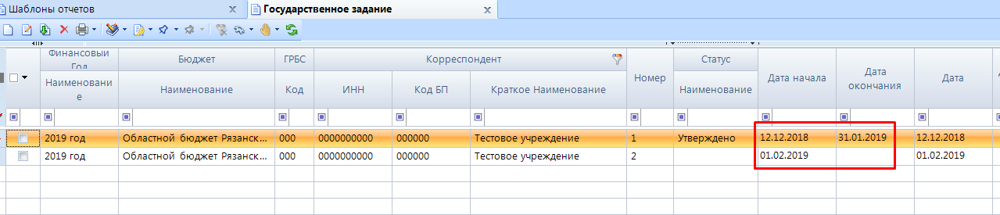 Шаблоны отчетов
Государственное задание
Финансовый Год
Бюджет
ГРБС
Корреспондент
Статус
Наименование
Наименование
Код
ИНН
Код БП
Краткое Наименование
Номер
Наименование
Дата начала
Дата окончания
Дата
2019 год Областной бюджет Рязанск... 000 0000000000 000000 Тестовое учреждение 1 Утверждено 12.12.2018 31.01.2019 12.12.2018
2019 год Областной бюджет Рязанск... 000 0000000000 000000 Тестовое учреждение 2 01.02.2019 01.02.2019